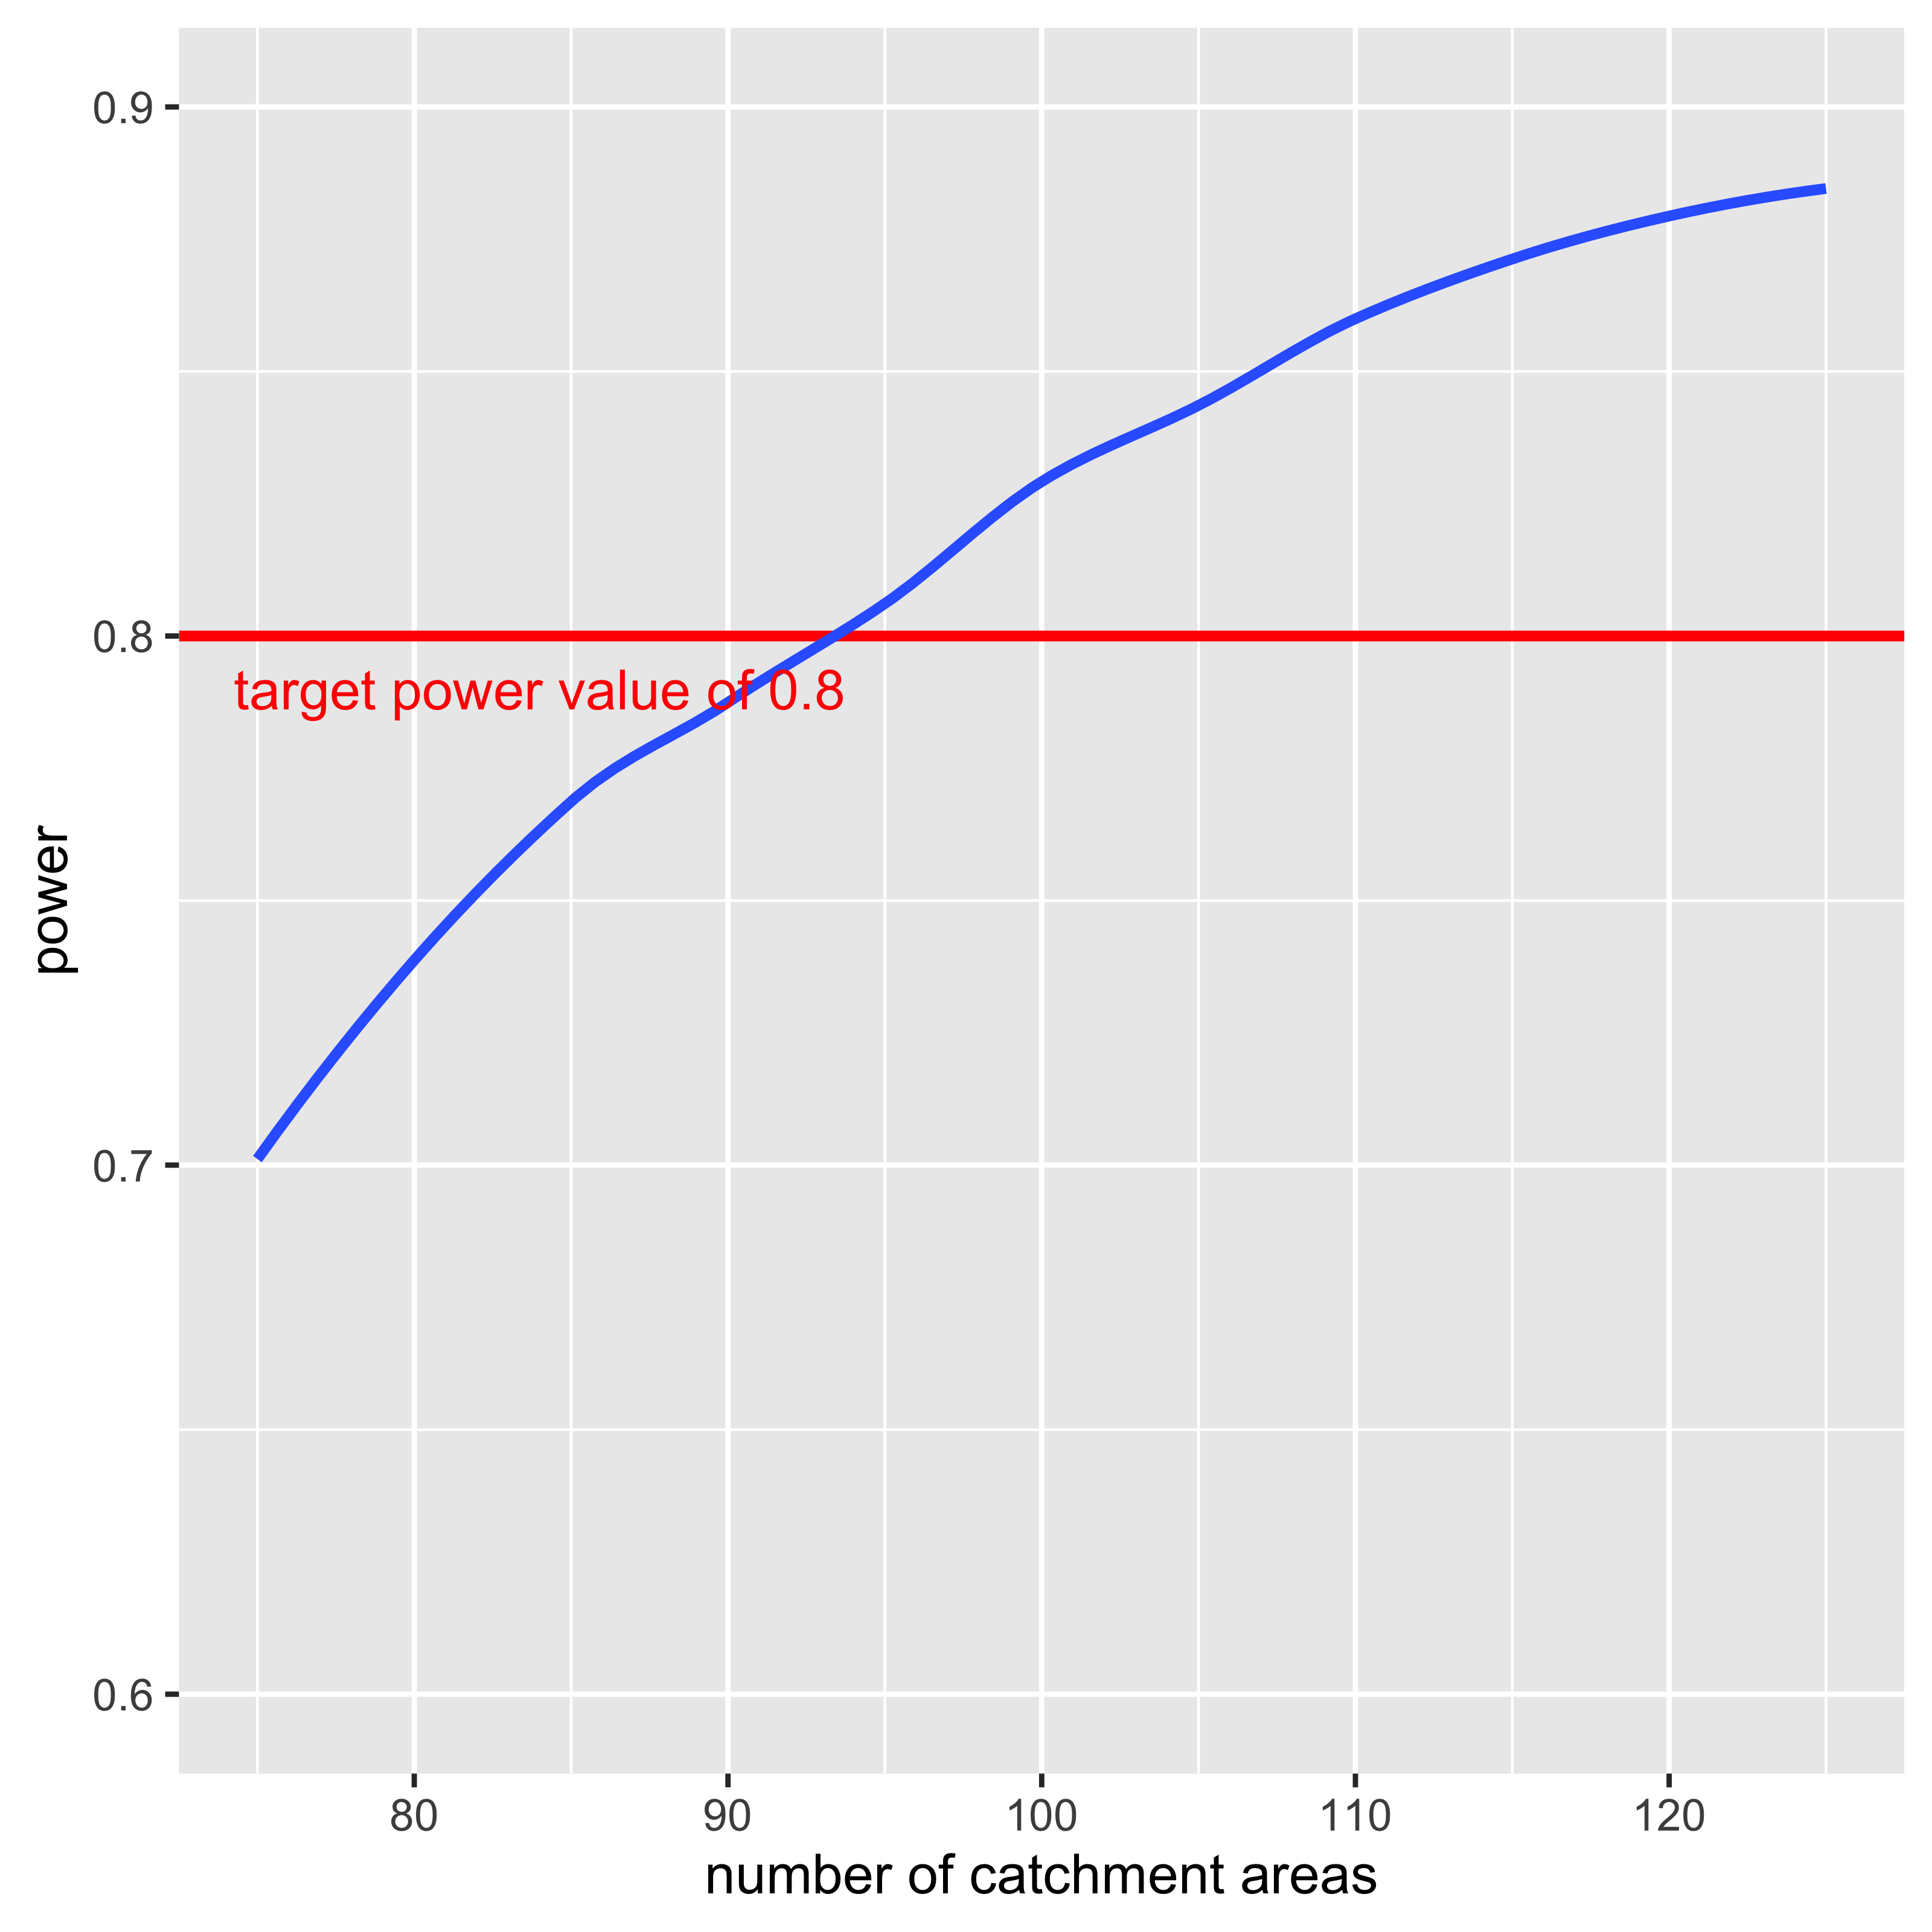 0.9
0.8
target power value of 0.8
0.7
0.6
power
80 90 100 110 120
number of catchment areas